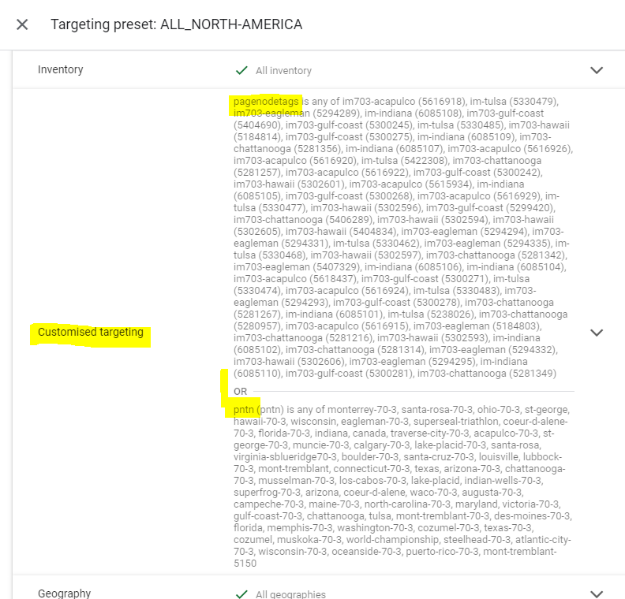 Targeting preset: ALL_NORTH-AMERICA
Inventory
All inventory
pagenodetags is any of im703-acapulco (5616918), im-tulsa (5330479),
im703-eagleman (5294289), im-indiana (6085108), im703-gulf-coast
(5404690), im703-gulf-coast (5300245), im-tulsa (5330485), im703-hawaii
(5184814), im703-gulf-coast (5300275), im-indiana (6085109), im703-
chattanooga (5281356), im-indiana (6085107), im703-acapulco (5616926),
im703-acapulco (5616920), im-tulsa (5422308), im703-chattanooga
(5281257), im703-acapulco (5616922), im703-gulf-coast (5300242),
im703-hawaii (5302601), im703-acapulco (5615934), im-indiana
(6085105), im703-gulf-coast (5300268), im703-acapulco (5616929), im-
tulsa (5330477), im703-hawaii (5302596), im703-gulf-coast (5299420),
im703-chattanooga (5406289), im703-hawaii (5302594), im703-hawaii
(5302605), im703-hawaii (5404834), im703-eagleman (5294294), im703-
eagleman (5294331), im-tulsa (5330462), im703-eagleman (5294335), im-
tulsa (5330468), im703-hawaii (5302597), im703-chattanooga (5281342),
im703-eagleman (5407329), im-indiana (6085106), im-indiana (6085104),
im703-acapulco (5618437), im703-gulf-coast (5300271), im-tulsa
(5330474), im703-acapulco (5616924), im-tulsa (5330483), im703-
eagleman (5294293), im703-gulf-coast (5300278), im703-chattanooga
(5281267), im-indiana (6085101), im-tulsa (5238026), im703-chattanooga
(5280957), im703-acapulco (5616915), im703-eagleman (5184803),
im703-chattanooga (5281216), im703-hawaii (5302593), im-indiana
(6085102), im703-chattanooga (5281314), im703-eagleman (5294332),
im703-hawaii (5302606), im703-eagleman (5294295), im-indiana
(6085110), im703-gulf-coast (5300281), im703-chattanooga (5281349)
Customised targeting
OR
pntn (pntn) is any of monterrey-70-3, santa-rosa-70-3, ohio-70-3, st-george,
hawaii-70-3, wisconsin, eagleman-70-3, superseal-triathlon, coeur-d-alene-
70-3, florida-70-3, indiana, canada, traverse-city-70-3, acapulco-70-3, st-
george-70-3, muncie-70-3, calgary-70-3, lake-placid-70-3, santa-rosa,
virginia-sblueridge70-3, boulder-70-3, santa-cruz-70-3, louisville, lubbock-
70-3, mont-tremblant, connecticut-70-3, texas, arizona-70-3, chattanooga-
70-3, musselman-70-3, los-cabos-70-3, lake-placid, indian-wells-70-3,
superfrog-70-3, arizona, coeur-d-alene, waco-70-3, augusta-70-3,
campeche-70-3, maine-70-3, north-carolina-70-3, maryland, victoria-70-3,
gulf-coast-70-3, chattanooga, tulsa, mont-tremblant-70-3, des-moines-70-3,
florida, memphis-70-3, washington-70-3, cozumel-70-3, texas-70-3,
cozumel, muskoka-70-3, world-championship, steelhead-70-3, atlantic-city-
70-3, wisconsin-70-3, oceanside-70-3, puerto-rico-70-3, mont-tremblant-
5150
Geography
All geographies